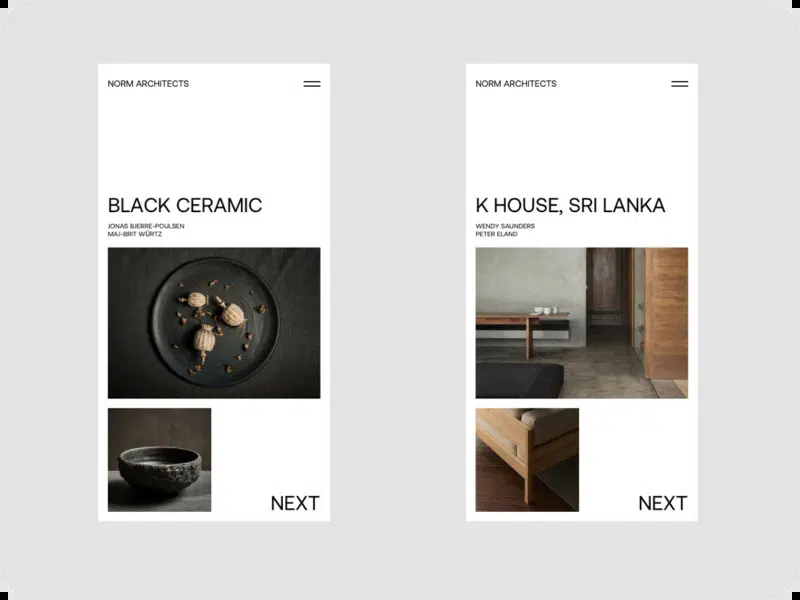 NORM ARCHITECTS
BLACK CERAMIC
JONAS BJERRE-POULSEN
MAJ-BRIT WÜRTZ
NEXT
NORM ARCHITECTS
K HOUSE, SRI LANKA
WENDY SAUNDERS
PETER ELAND
NEXT